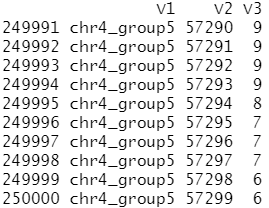 V1 V2 V3
249991 chr4_group5 57290 9
249992 chr4_group5 57291 9
249993 chr4_group5 57292 9
249994 chr4_group5 57293 9
249995 chr4_group5 57294 8
249996 chr4_group5 57295 7
249997 chr4_group5 57296 7
249998 chr4_group5 57297 7
249999 chr4_group5 57298 6
250000 chr4_group5 57299 6